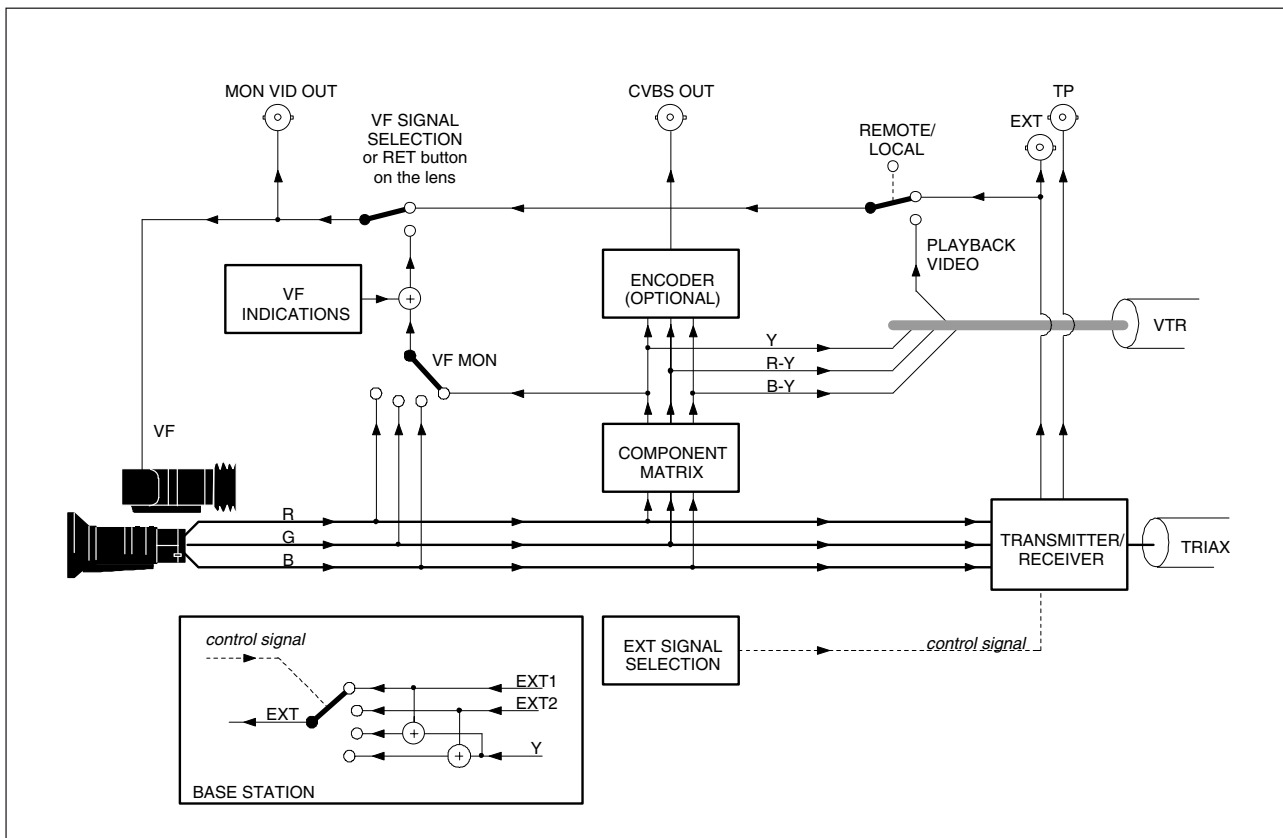 MON VID OUT
CVBS OUT
TP
EXT
VF SIGNAL
SELECTION
or RET button
on the lens
REMOTE/
LOCAL
VF
INDICATIONS
+
ENCODER
(OPTIONAL)
PLAYBACK
VIDEO
VTR
VF MON
Y
R-Y
B-Y
VF
COMPONENT
MATRIX
R
G
B
TRANSMITTER/
RECEIVER
TRIAX
control signal
EXT SIGNAL
SELECTION
control signal
EXT1
EXT2
EXT
+
+
Y
BASE STATION